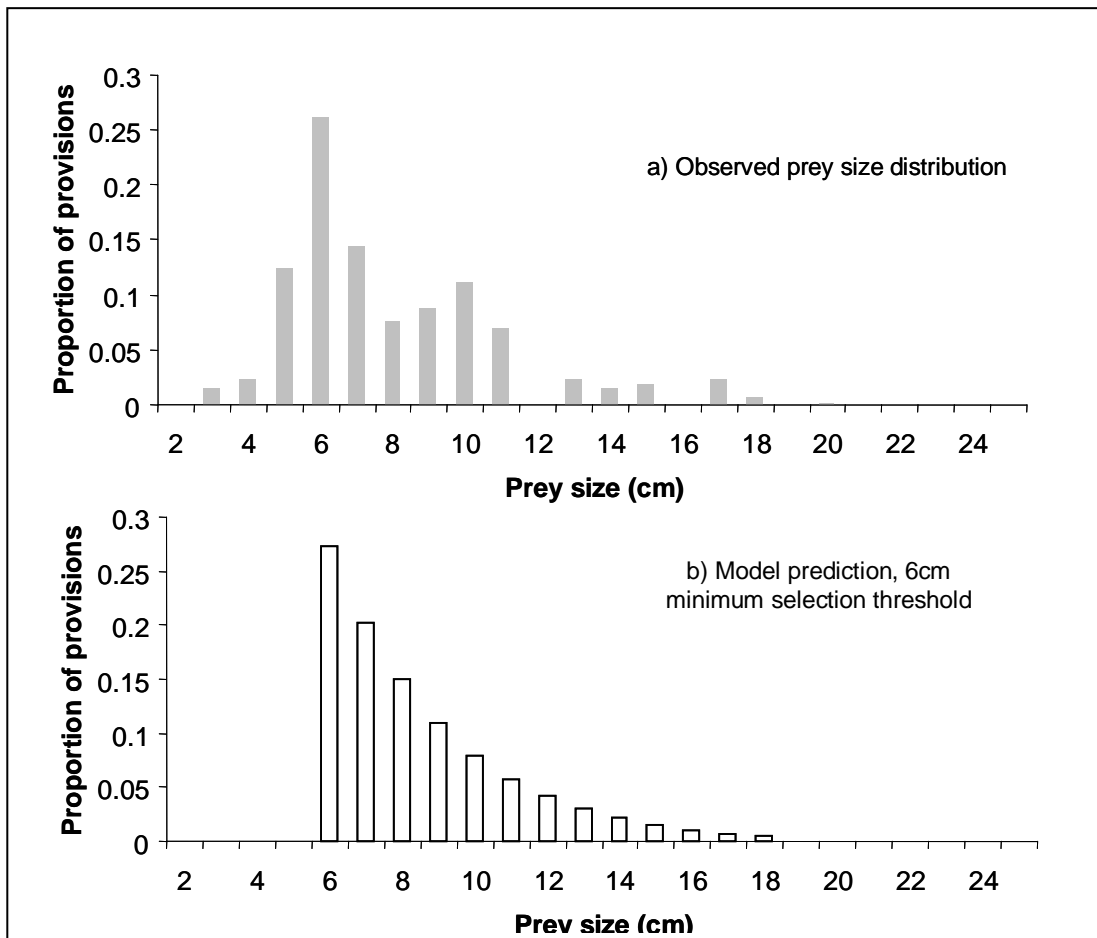 0.3
0.25
0.2
0.15
0.1
0.05
0
Proportion of provisions
a) Observed prey size distribution
2 4 6 8 10 12 14 16 18 20 22 24
Prey size (cm)
0.3
0.25
0.2
0.15
0.1
0.05
0
Proportion of provisions
b) Model prediction, 6cm
minimum selection threshold
2 4 6 8 10 12 14 16 18 20 22 24
Prey size (cm)